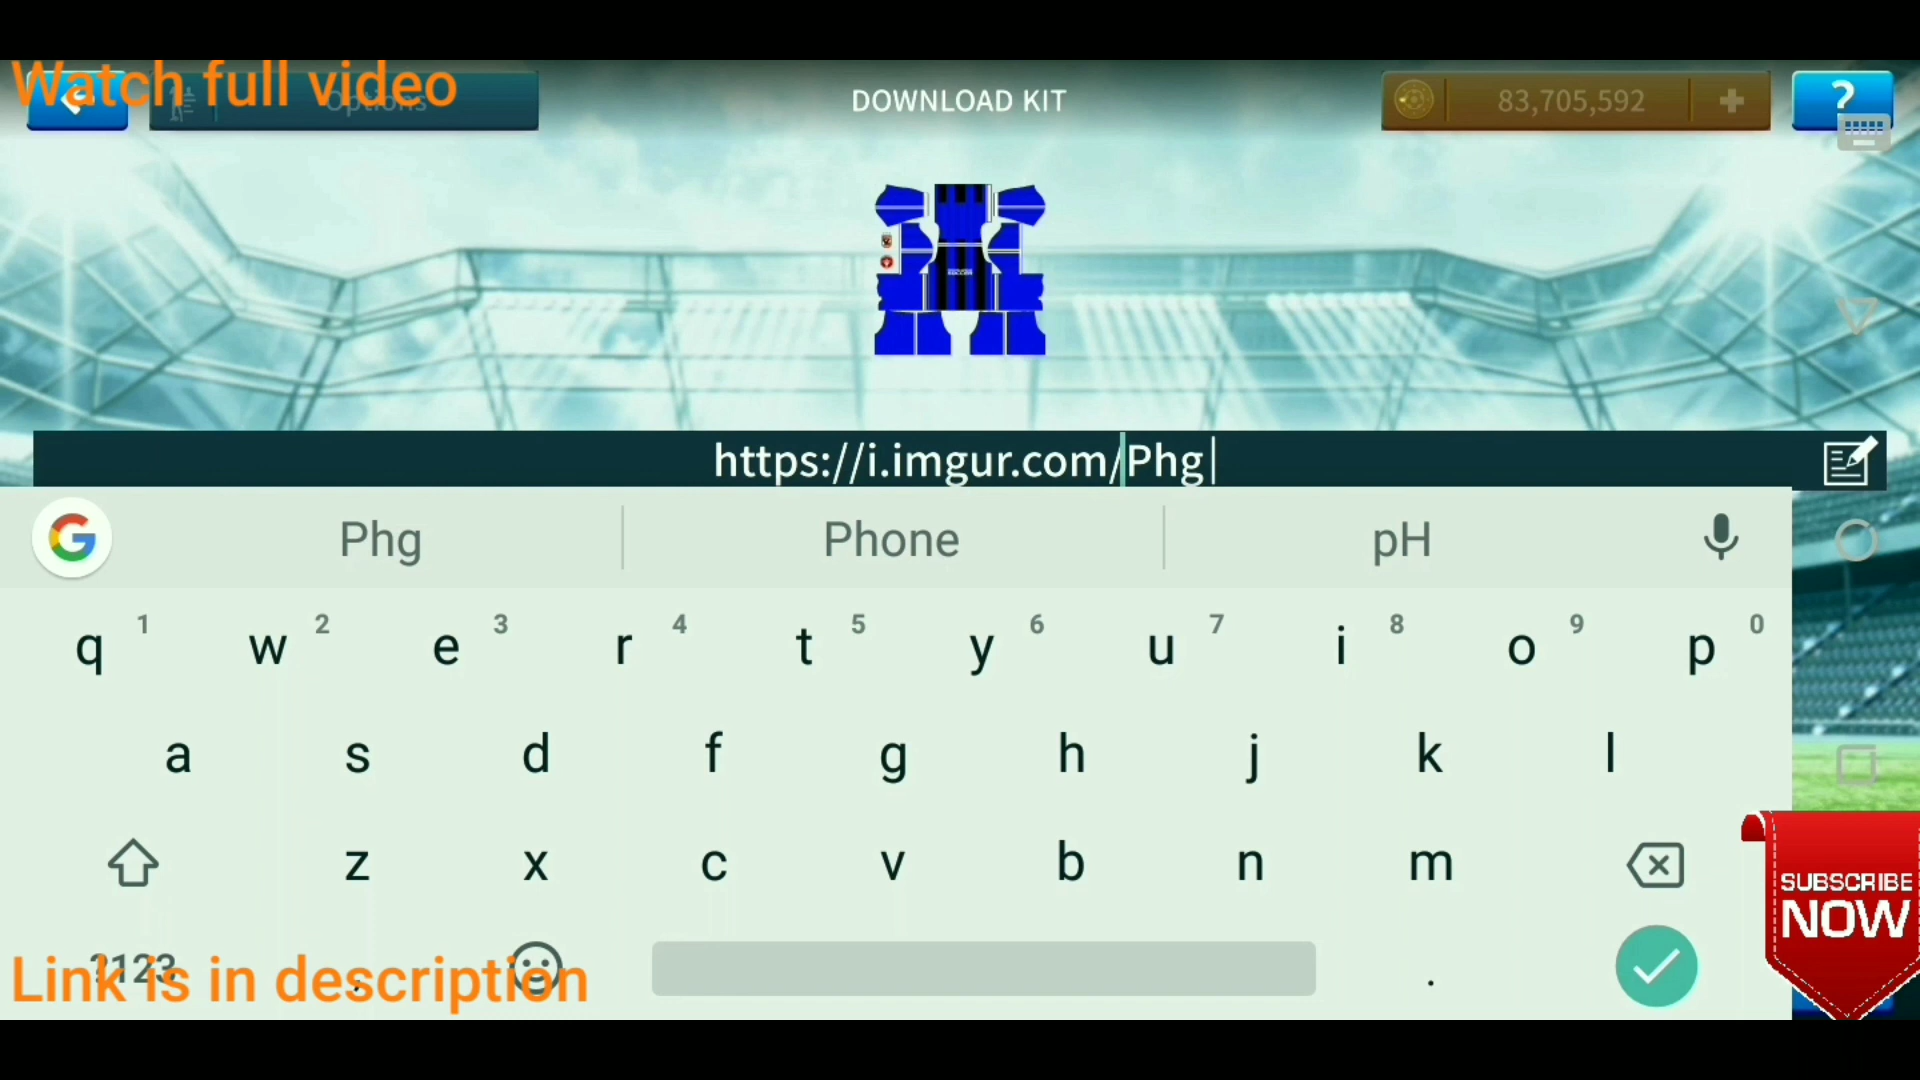 Watch full video
Options
DOWNLOAD KIT
83,705,592
?
https://i.imgur.com/Phg
G
Phg
Phone
pH
q 1 w 2 e 3 r 4 t 5 y 6 u 7 i 8 o 9 p 0
a s d f g h j k l
z x c v b n m
?123 , .
Link is in description
SUBSCRIBE
NOW